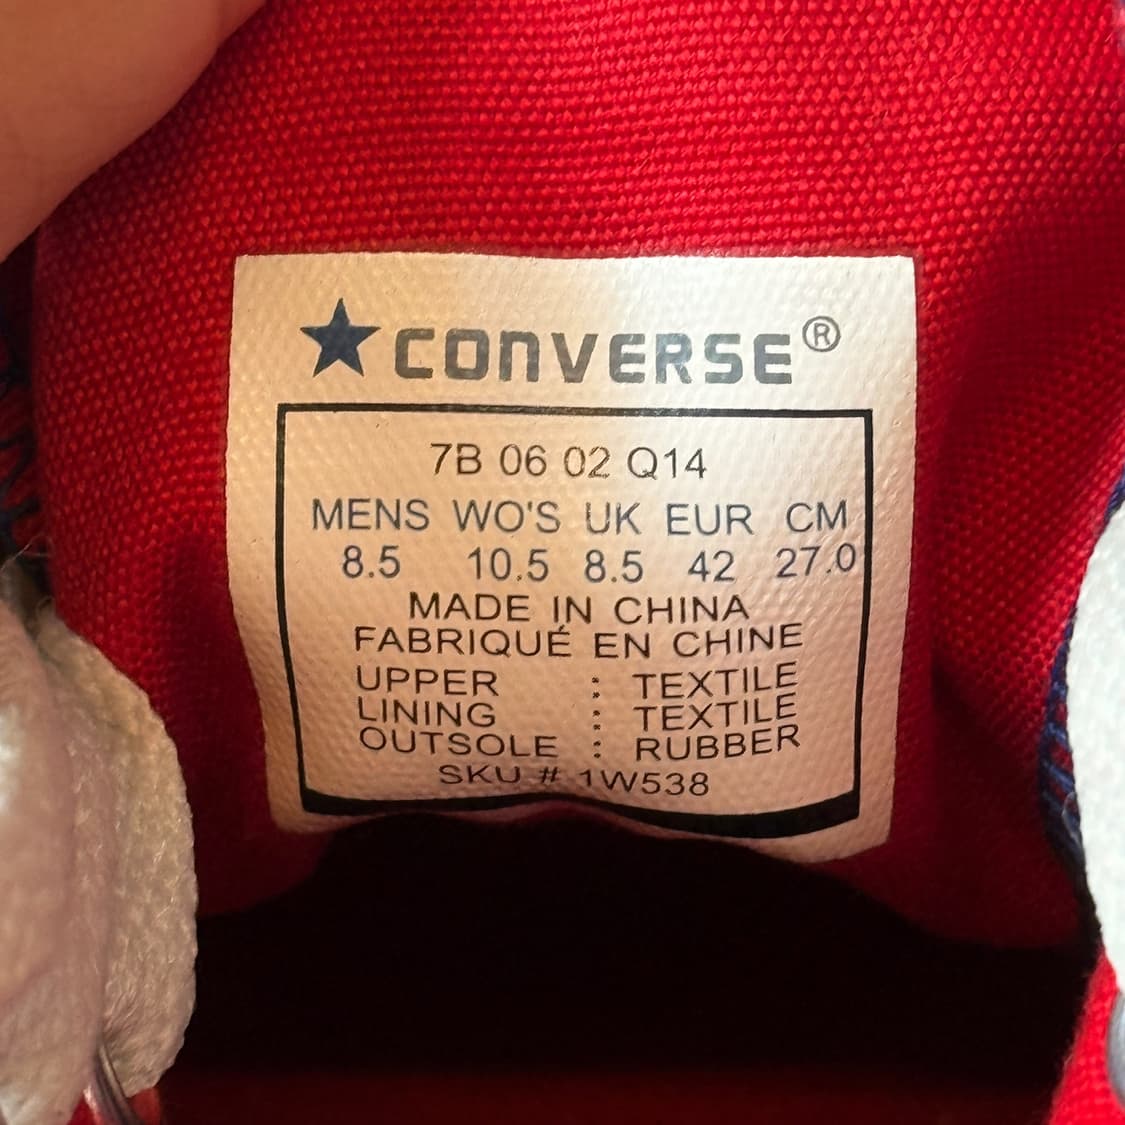 ★CONVERSE®
7B 06 02 Q14
MENS WO'S UK EUR CM
8.5 10.5 8.5 42 27.0
MADE IN CHINA
FABRIQUÉ EN CHINE
UPPER : TEXTILE
LINING : TEXTILE
OUTSOLE : RUBBER
SKU # 1W538